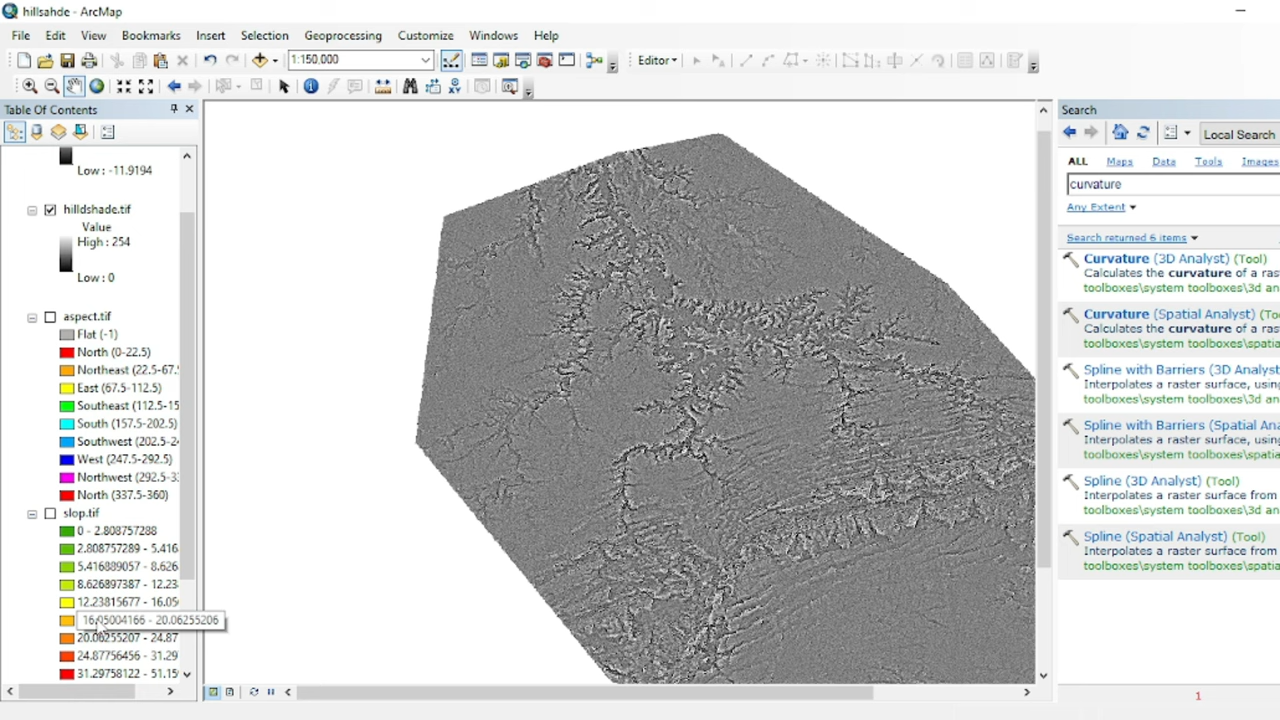 hillsahde - ArcMap
File Edit View Bookmarks Insert Selection Geoprocessing Customize Windows Help
1:150,000
Editor
Table Of Contents
Low : -11.9194
hilldshade.tif
Value
High : 254
Low : 0
aspect.tif
Flat (-1)
North (0-22.5)
Northeast (22.5-67.
East (67.5-112.5)
Southeast (112.5-15
South (157.5-202.5)
Southwest (202.5-2
West (247.5-292.5)
Northwest (292.5-3
North (337.5-360)
slop.tif
0 - 2.808757288
2.808757289 - 5.416
5.416889057 - 8.626
8.626897387 - 12.23
12.23815677 - 16.05
16.05004166 - 20.06255206
20.06255207 - 24.87
24.87756456 - 31.29
31.29758122 - 51.15
Search
Local Search
ALL Maps Data Tools Images
curvature
Any Extent
Search returned 6 items
Curvature (3D Analyst) (Tool)
Calculates the curvature of a ras
toolboxes\system toolboxes\3d an
Curvature (Spatial Analyst) (To
Calculates the curvature of a ras
toolboxes\system toolboxes\spatia
Spline with Barriers (3D Analyst
Interpolates a raster surface, using
toolboxes\system toolboxes\3d an
Spline with Barriers (Spatial Ana
Interpolates a raster surface, using
toolboxes\system toolboxes\spatia
Spline (3D Analyst) (Tool)
Interpolates a raster surface from
toolboxes\system toolboxes\3d an
Spline (Spatial Analyst) (Tool)
Interpolates a raster surface from
toolboxes\system toolboxes\spatia
1